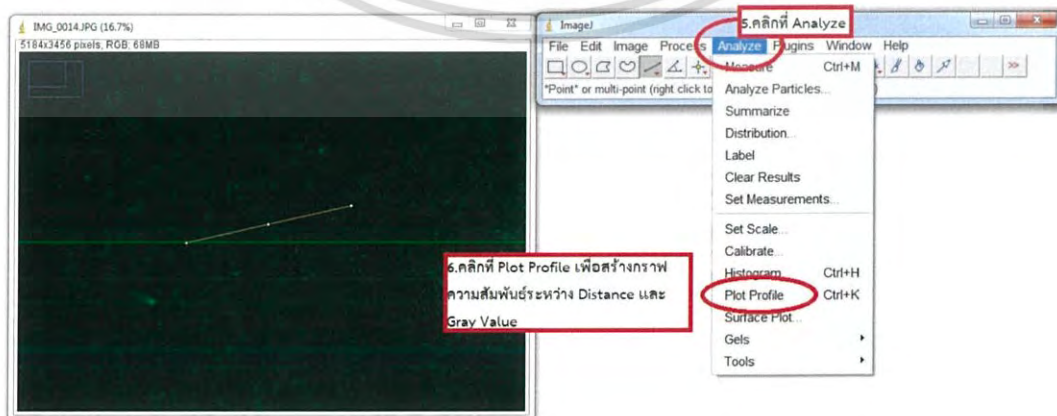 IMG_0014.JPG (16.7%)
5184x3456 pixels; RGB; 68MB
ImageJ
5.คลิกที่ Analyze
File Edit Image Process Analyze Plugins Window Help
*Point* or multi-point (right click to
Measure Ctrl+M
Analyze Particles...
Summarize
Distribution...
Label
Clear Results
Set Measurements...
Set Scale...
Calibrate...
Histogram Ctrl+H
Plot Profile Ctrl+K
Surface Plot...
Gels
Tools
6.คลิกที่ Plot Profile เพื่อสร้างกราฟ
ความสัมพันธ์ระหว่าง Distance และ
Gray Value